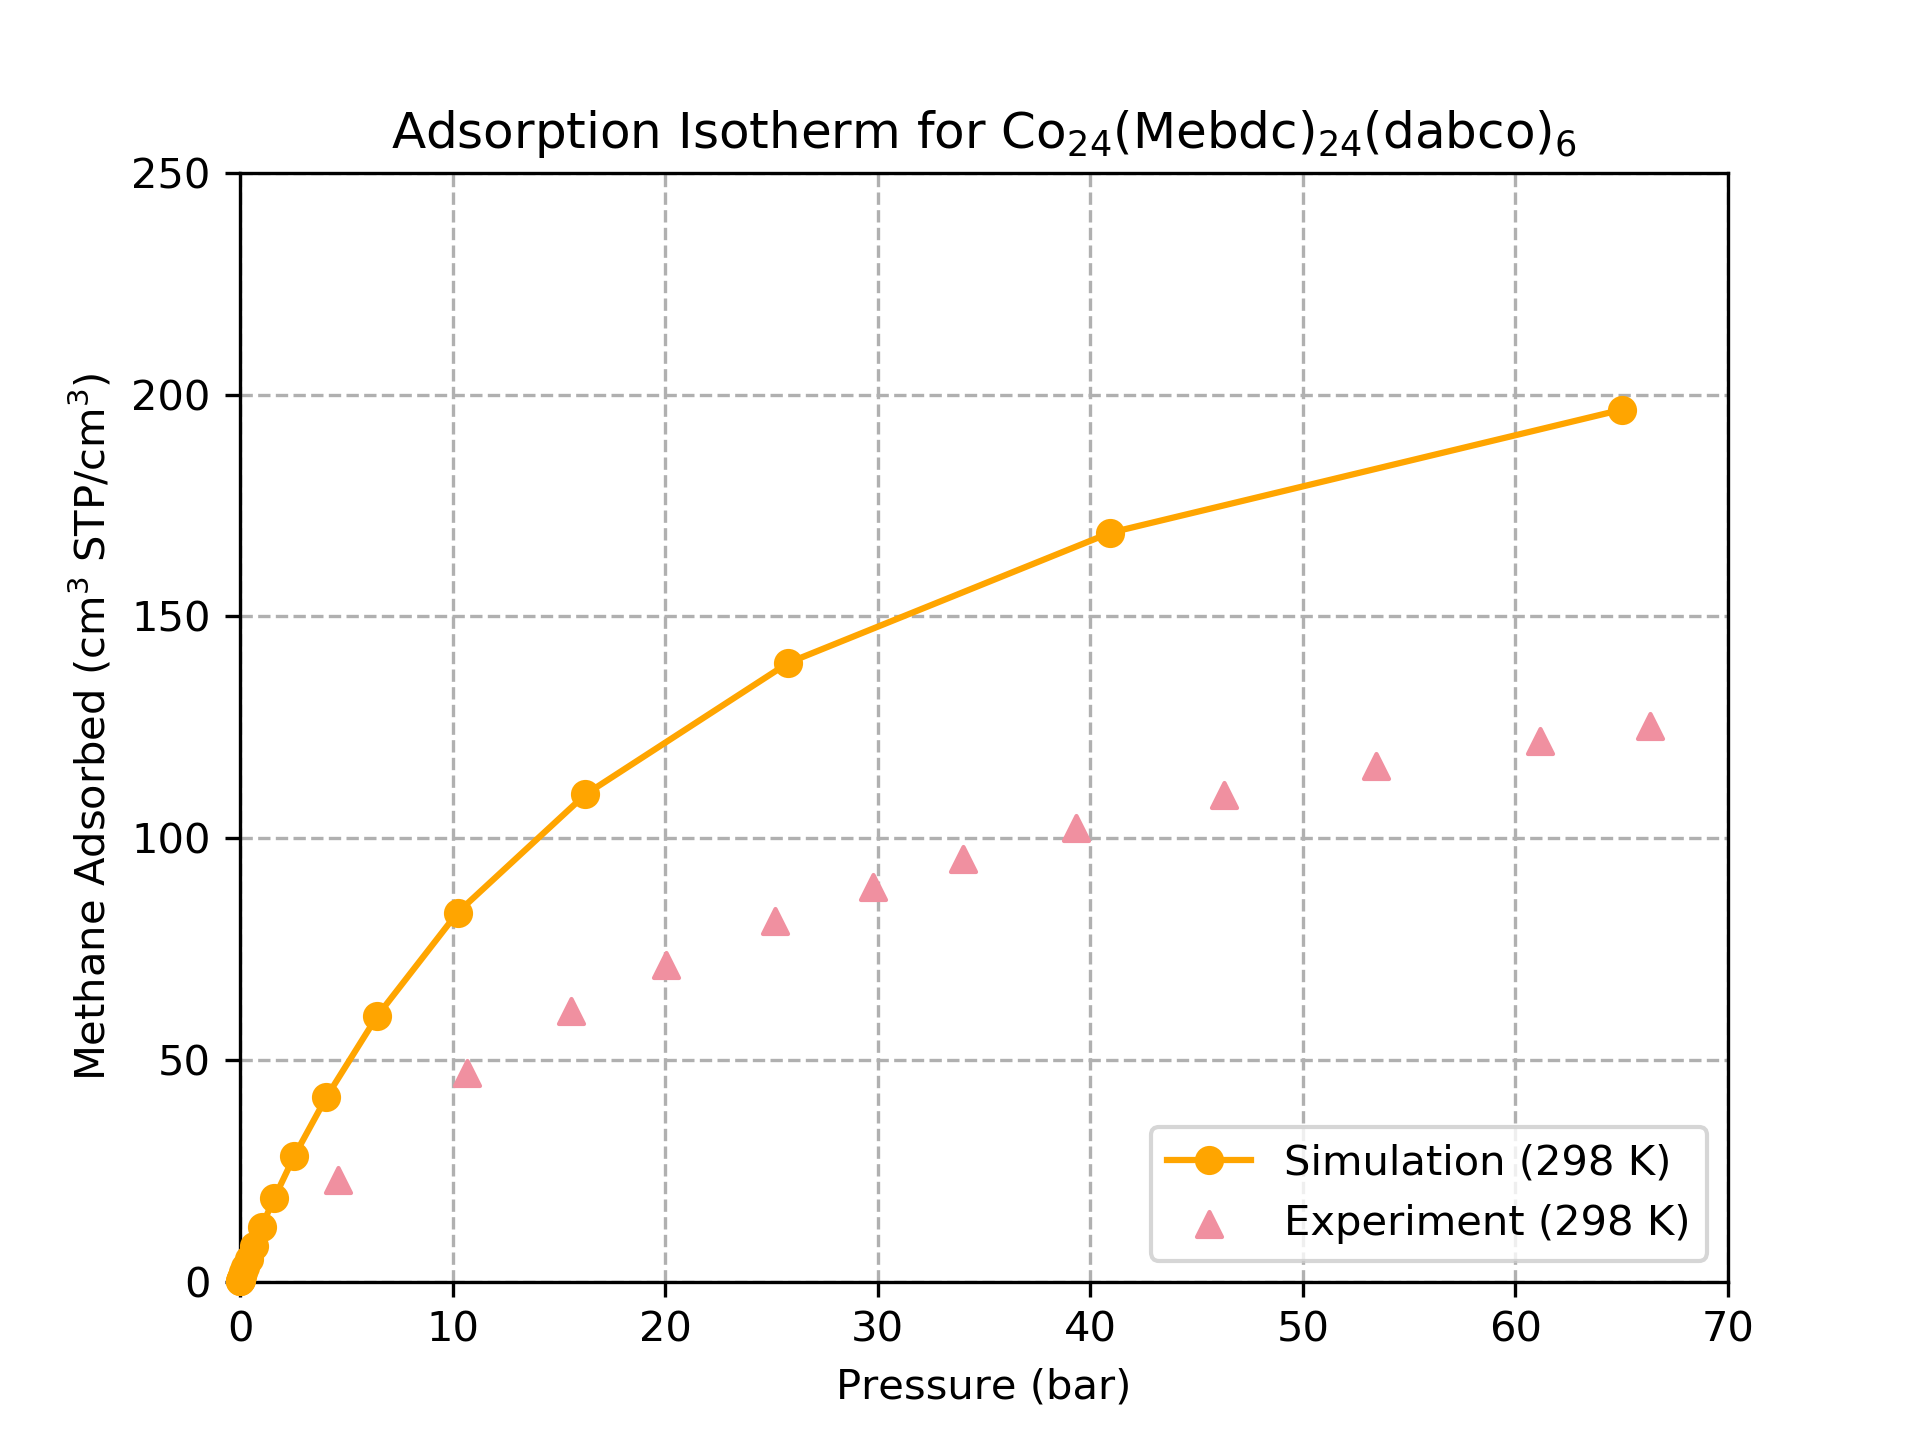 Adsorption Isotherm for Co₂₄(Mebdc)₂₄(dabco)₆
250
200
150
100
50
0
Methane Adsorbed (cm³ STP/cm³)
Simulation (298 K)
Experiment (298 K)
0 10 20 30 40 50 60 70
Pressure (bar)